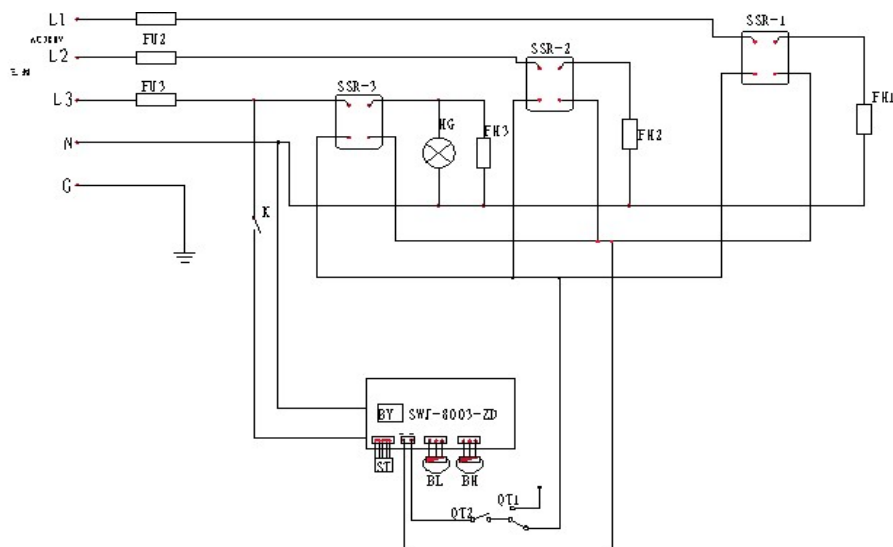 L1
SSR-1
FU2
SSR-2
L2
FU3
SSR-3
L3
HG
FH3
FH2
FH1
N
G
K
BY SWF-8003-ZD
ST
BL
BH
QT1
QT2